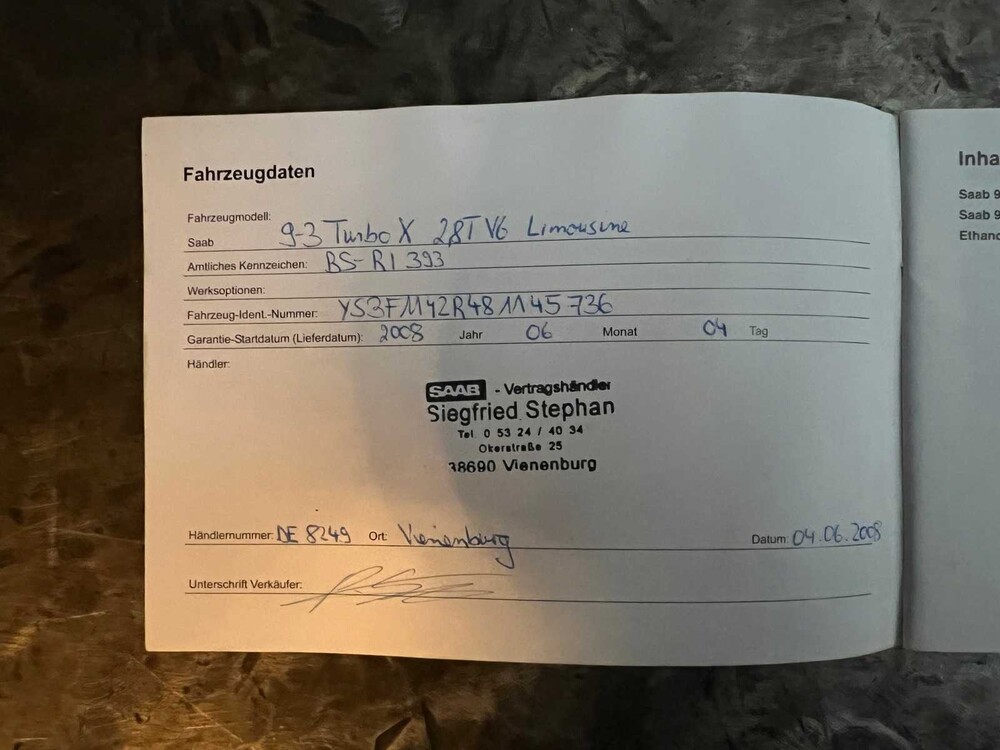 Fahrzeugdaten
Fahrzeugmodell:
Saab 9-3 Turbo X 2,8T V6 Limousine
Amtliches Kennzeichen: BS-RI 393
Werksoptionen:
Fahrzeug-Ident.-Nummer: YS3FM42R481145736
Garantie-Startdatum (Lieferdatum): 2008 Jahr 06 Monat 04 Tag
Händler:
SAAB - Vertragshändler
Siegfried Stephan
Tel. 0 53 24 / 40 34
Okerstraße 25
38690 Vienenburg
Händlernummer: DE 8249 Ort: Vienenburg Datum: 04.06.2008
Unterschrift Verkäufer:
Inha
Saab 9
Saab 9
Ethano